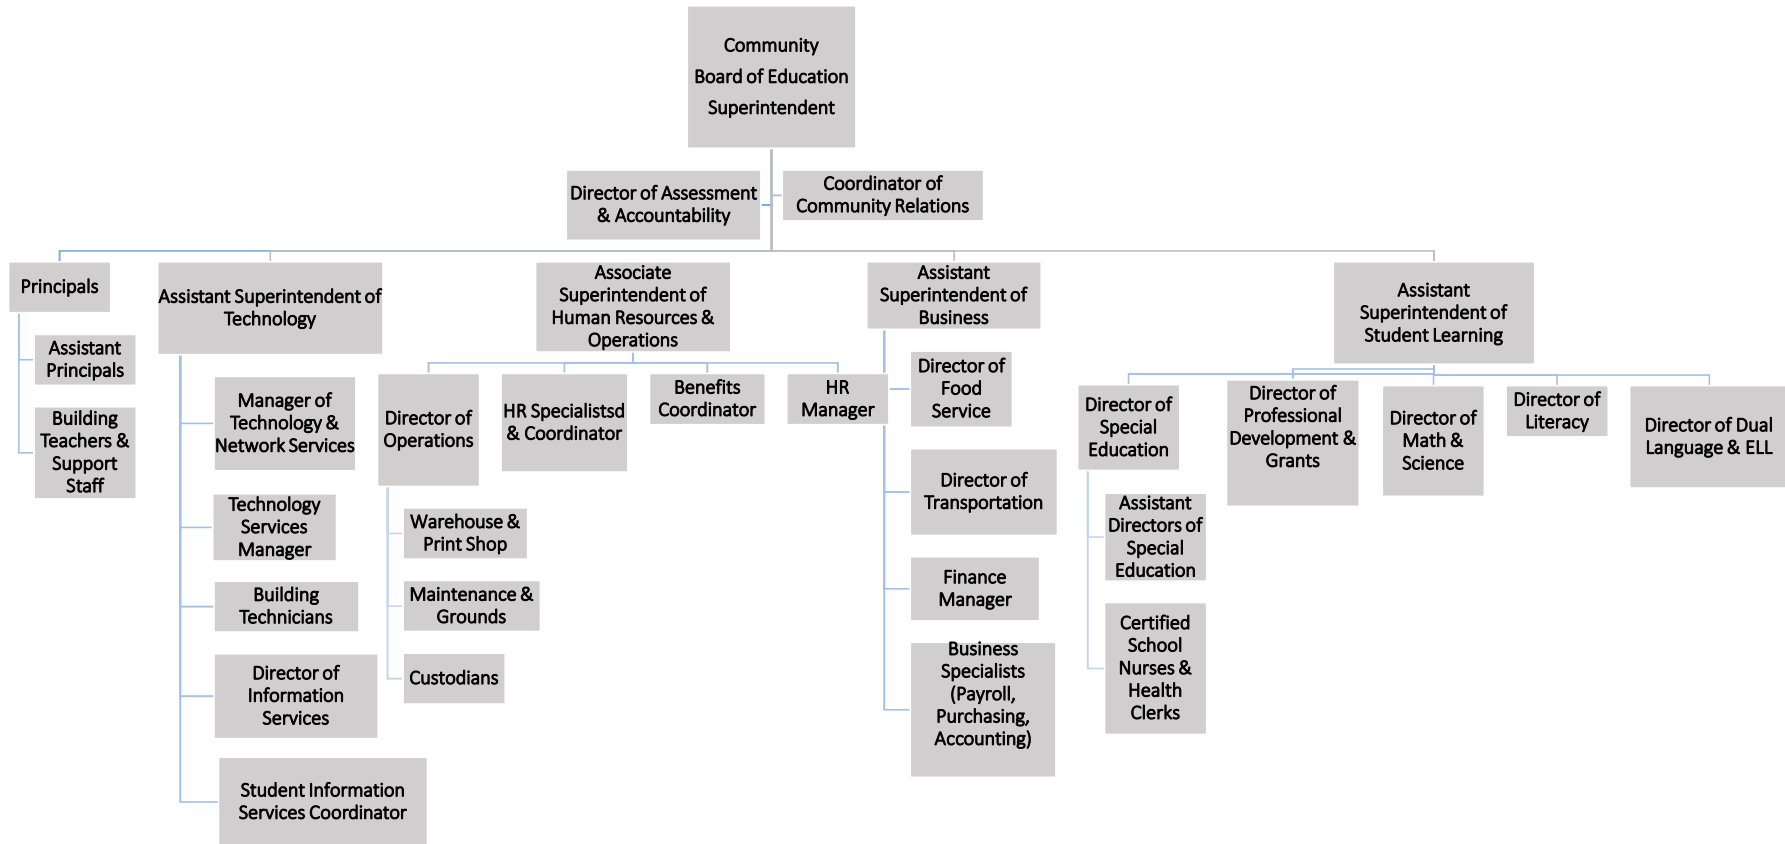 Community
Board of Education
Superintendent
Director of Assessment
& Accountability
Coordinator of
Community Relations
Principals
Assistant
Principals
Building
Teachers &
Support
Staff
Assistant Superintendent of
Technology
Manager of
Technology &
Network Services
Technology
Services
Manager
Building
Technicians
Director of
Information
Services
Student Information
Services Coordinator
Associate
Superintendent of
Human Resources &
Operations
Director of
Operations
Warehouse &
Print Shop
Maintenance &
Grounds
Custodians
HR Specialistsd
& Coordinator
Benefits
Coordinator
HR
Manager
Assistant
Superintendent of
Business
Director of
Food
Service
Director of
Transportation
Finance
Manager
Business
Specialists
(Payroll,
Purchasing,
Accounting)
Assistant
Superintendent of
Student Learning
Director of
Special
Education
Assistant
Directors of
Special
Education
Certified
School
Nurses &
Health
Clerks
Director of
Professional
Development &
Grants
Director of
Math &
Science
Director of
Literacy
Director of Dual
Language & ELL